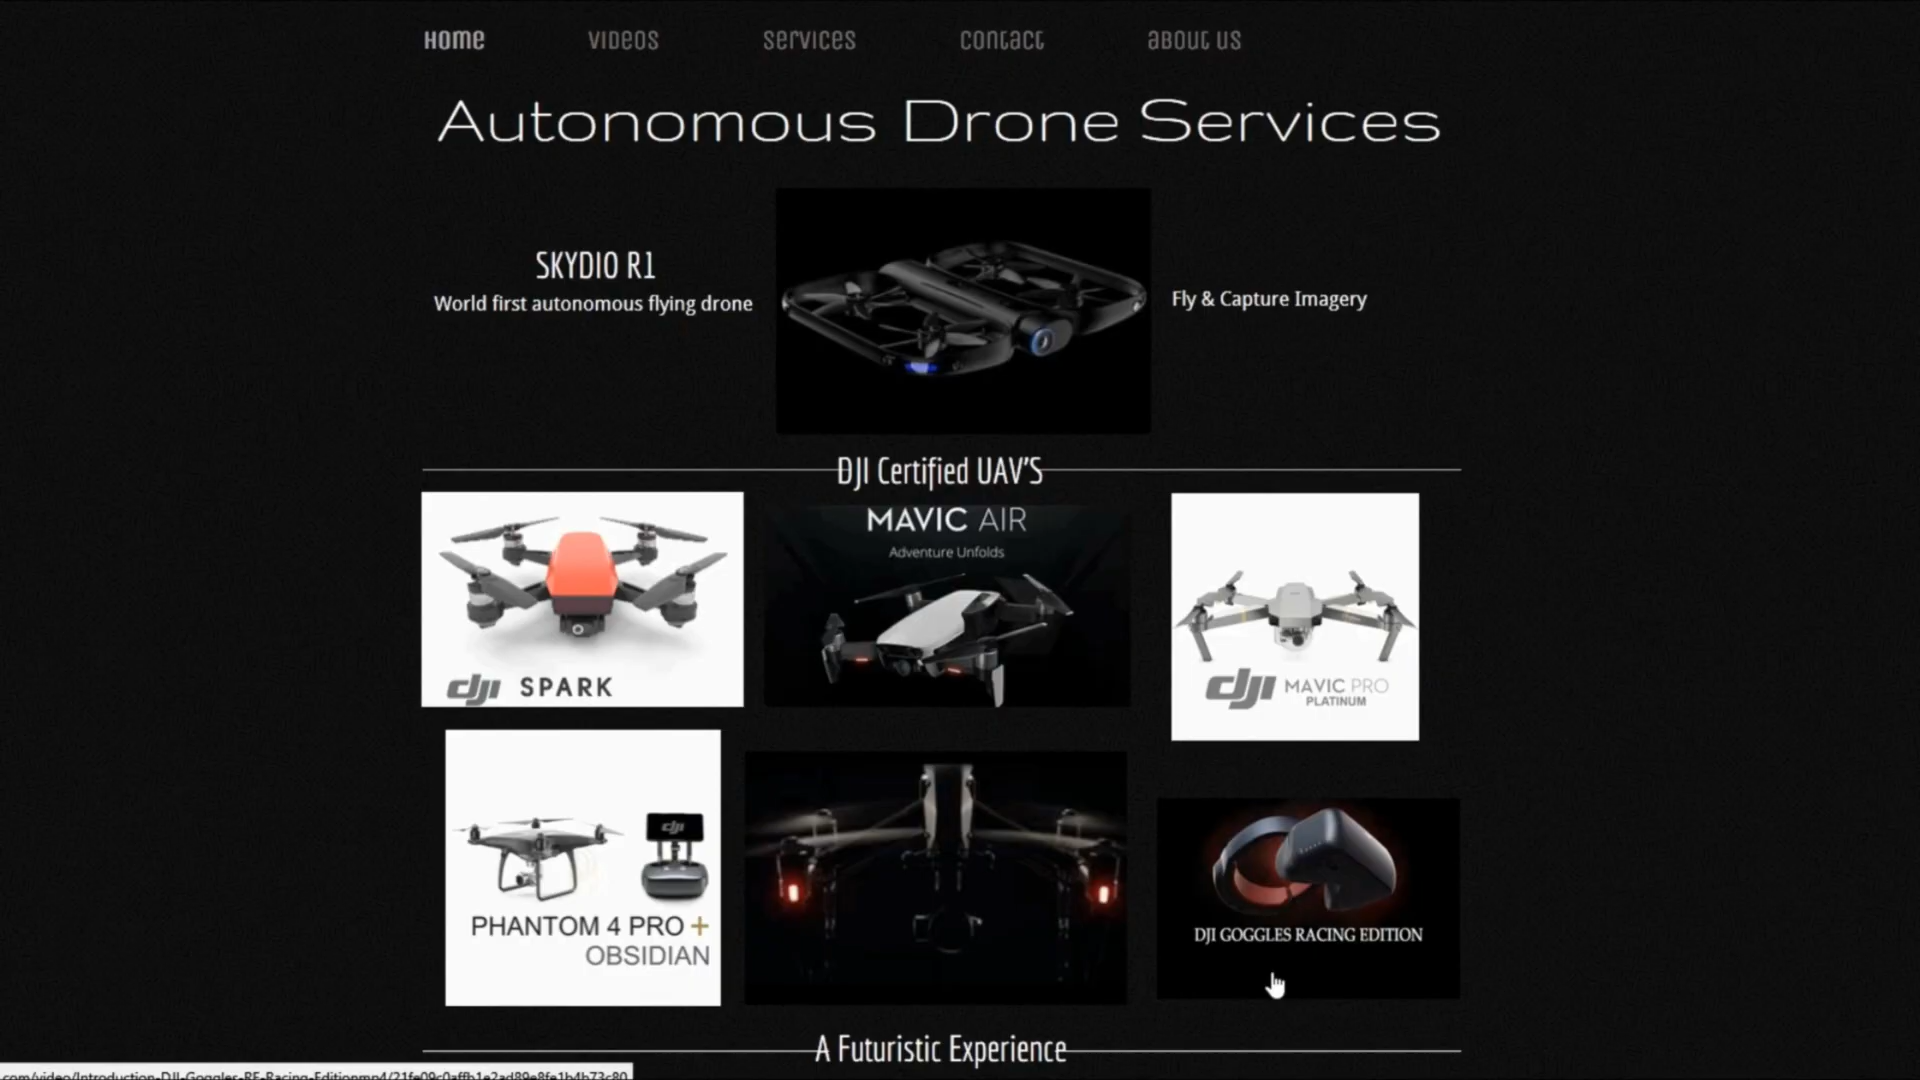 Home
Videos
Services
Contact
About Us
Autonomous Drone Services
SKYDIO R1
World first autonomous flying drone
Fly & Capture Imagery
DJI Certified UAV'S
dji SPARK
MAVIC AIR
Adventure Unfolds
dji MAVIC PRO
PLATINUM
dji
PHANTOM 4 PRO +
OBSIDIAN
DJI GOGGLES RACING EDITION
A Futuristic Experience